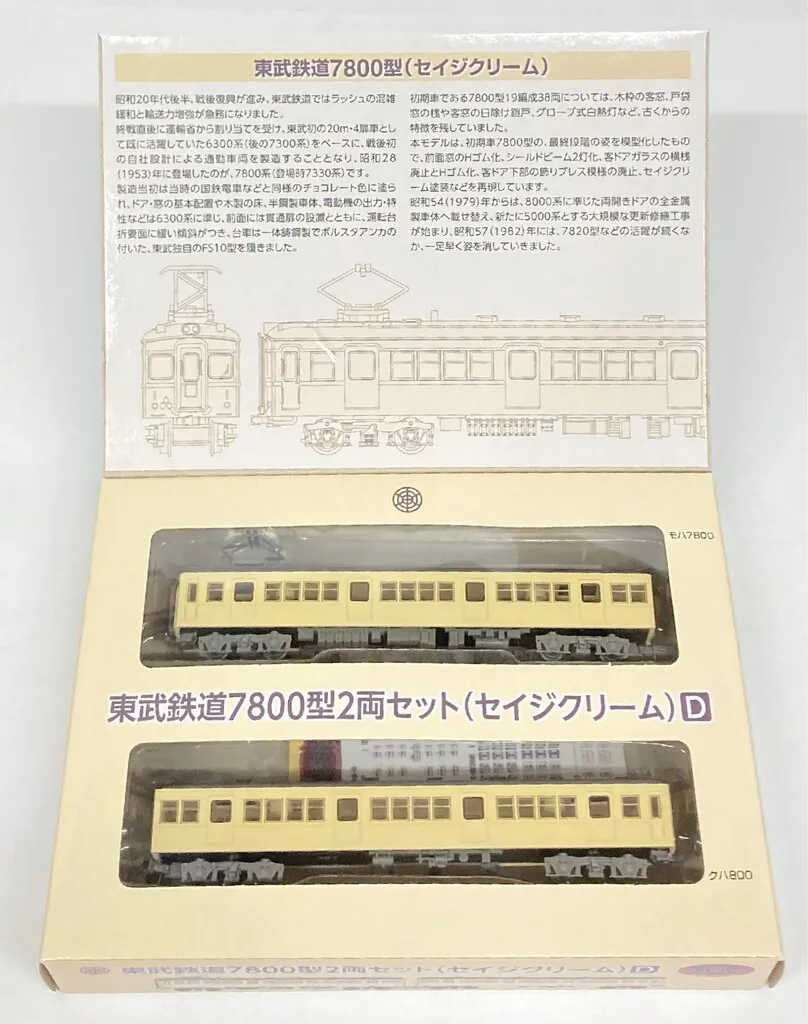 東武鉄道7800型(セイジクリーム)
昭和20年代後半、戦後復興が進み、東武鉄道ではラッシュの混雑
緩和と輸送力増強が急務になりました。
終戦直後に運輸省から割り当てを受け、東武初の20m・4扉車とし
て既に活躍していた6300系(後の7300系)をベースに、戦後初
の自社設計による通勤車両を製造することとなり、昭和28
(1953)年に登場したのが、7800系(登場時7330系)です。
製造当初は当時の国鉄電車などと同様のチョコレート色に塗ら
れ、ドア・窓の基本配置や木製の床、半鋼製車体、電動機の出力・特
性などは6300系に準じ、前面には貫通扉の設置とともに、運転台
折妻面に緩い傾斜がつき、台車は一体鋳鋼製でボルスタアンカの
付いた、東武独自のFS10型を履きました。
初期車である7800型19編成38両については、木枠の客窓、戸袋
窓の桟や客窓の日除け鎧戸、グローブ式白熱灯など、古くからの
特徴を残していました。
本モデルは、初期車7800型の、最終段階の姿を模型化したもの
で、前面窓のHゴム化、シールドビーム2灯化、客ドアガラスの横桟
廃止とHゴム化、客ドア下部の飾りプレス模様の廃止、セイジクリ
ーム塗装などを再現しています。
昭和54(1979)年からは、8000系に準じた両開きドアの全金属
製車体へ載せ替え、新たに5000系とする大規模な更新修繕工事
が始まり、昭和57(1982)年には、7820型などの活躍が続くな
か、一足早く姿を消していきました。
モハ7800
東武鉄道7800型2両セット(セイジクリーム)D
クハ800
東武鉄道7800型2両セット(セイジクリーム)D